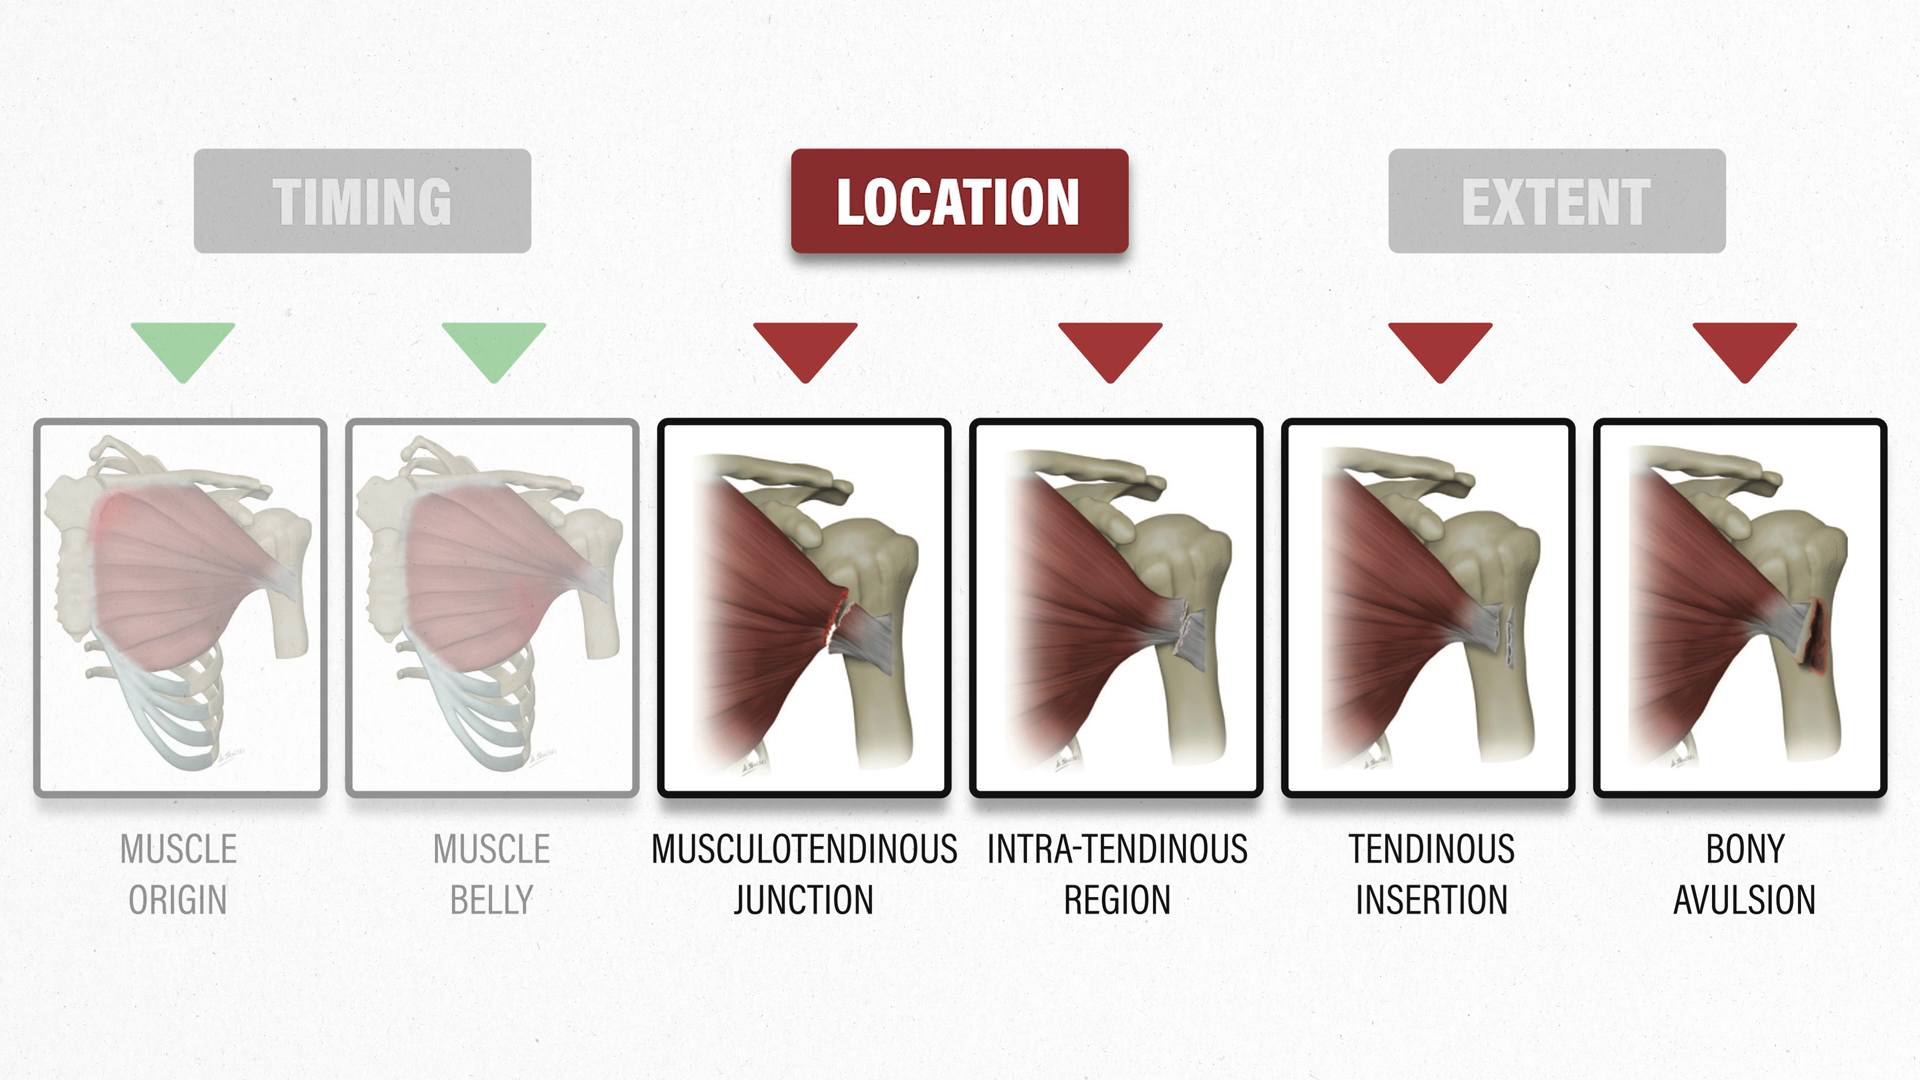 TIMING
LOCATION
EXTENT
MUSCLE
ORIGIN
MUSCLE
BELLY
MUSCULOTENDINOUS
JUNCTION
INTRA-TENDINOUS
REGION
TENDINOUS
INSERTION
BONY
AVULSION